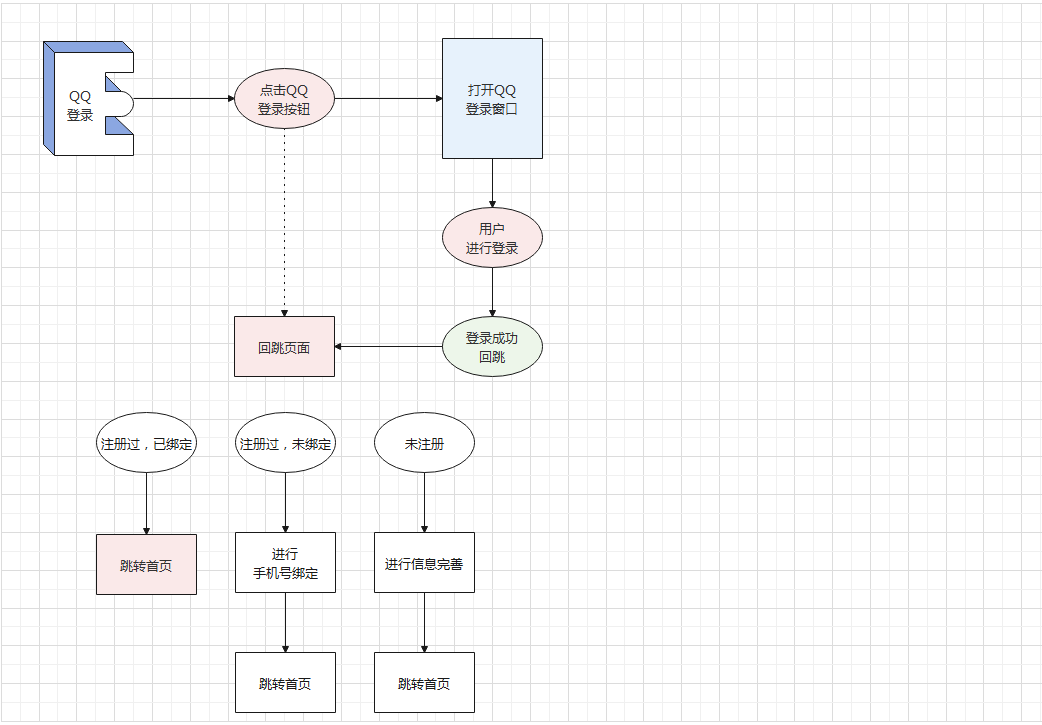 QQ
登录
点击QQ
登录按钮
打开QQ
登录窗口
用户
进行登录
登录成功
回跳
回跳页面
注册过，已绑定
注册过，未绑定
未注册
跳转首页
进行
手机号绑定
进行信息完善
跳转首页
跳转首页